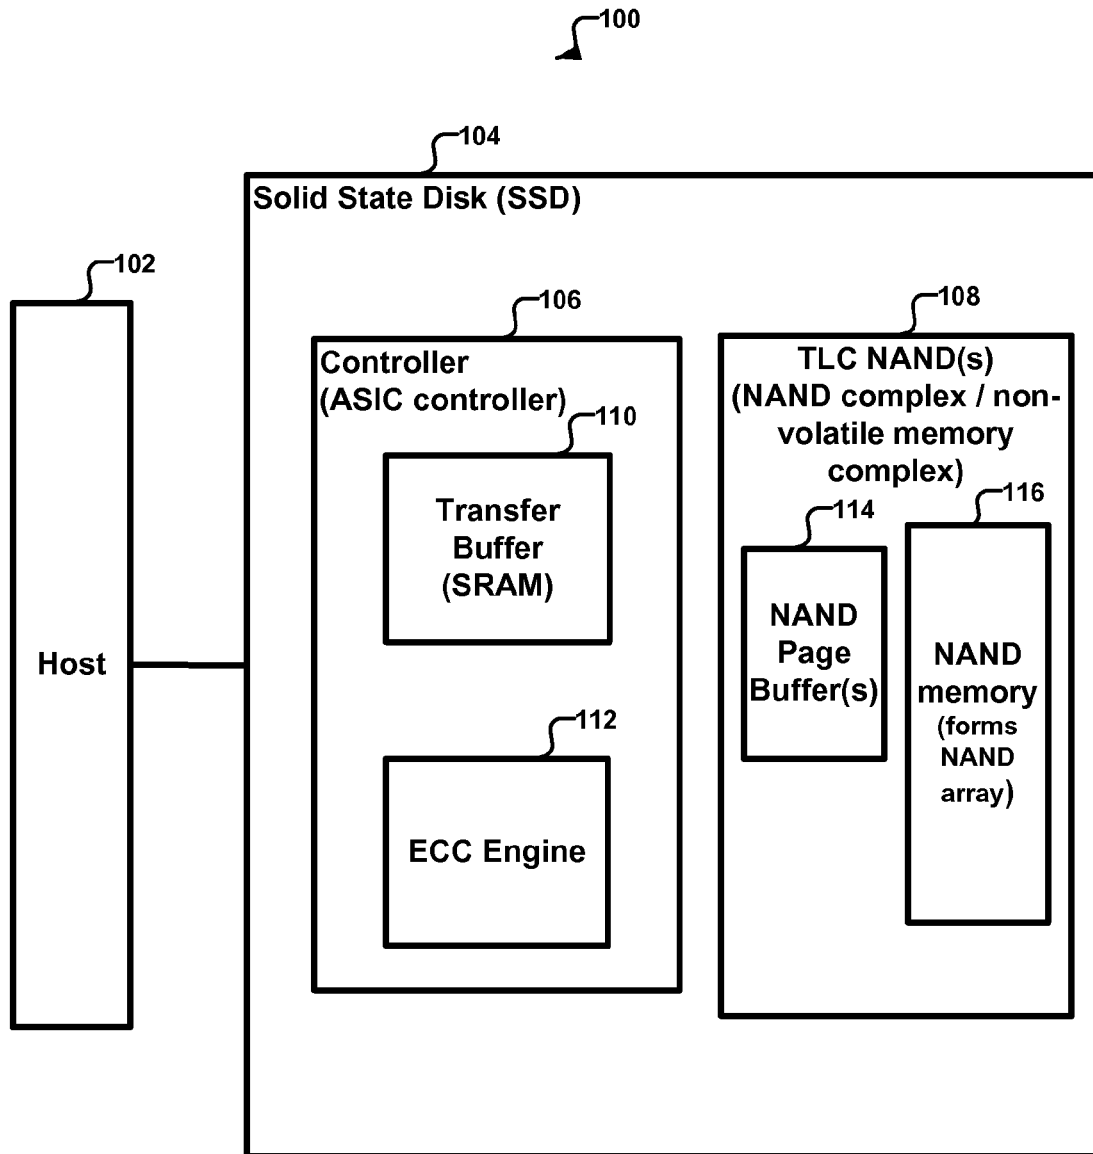 100
104
Solid State Disk (SSD)
102
Host
106
Controller
(ASIC controller)
110
Transfer
Buffer
(SRAM)
112
ECC Engine
108
TLC NAND(s)
(NAND complex / non-
volatile memory
complex)
114
NAND
Page
Buffer(s)
116
NAND
memory
(forms
NAND
array)